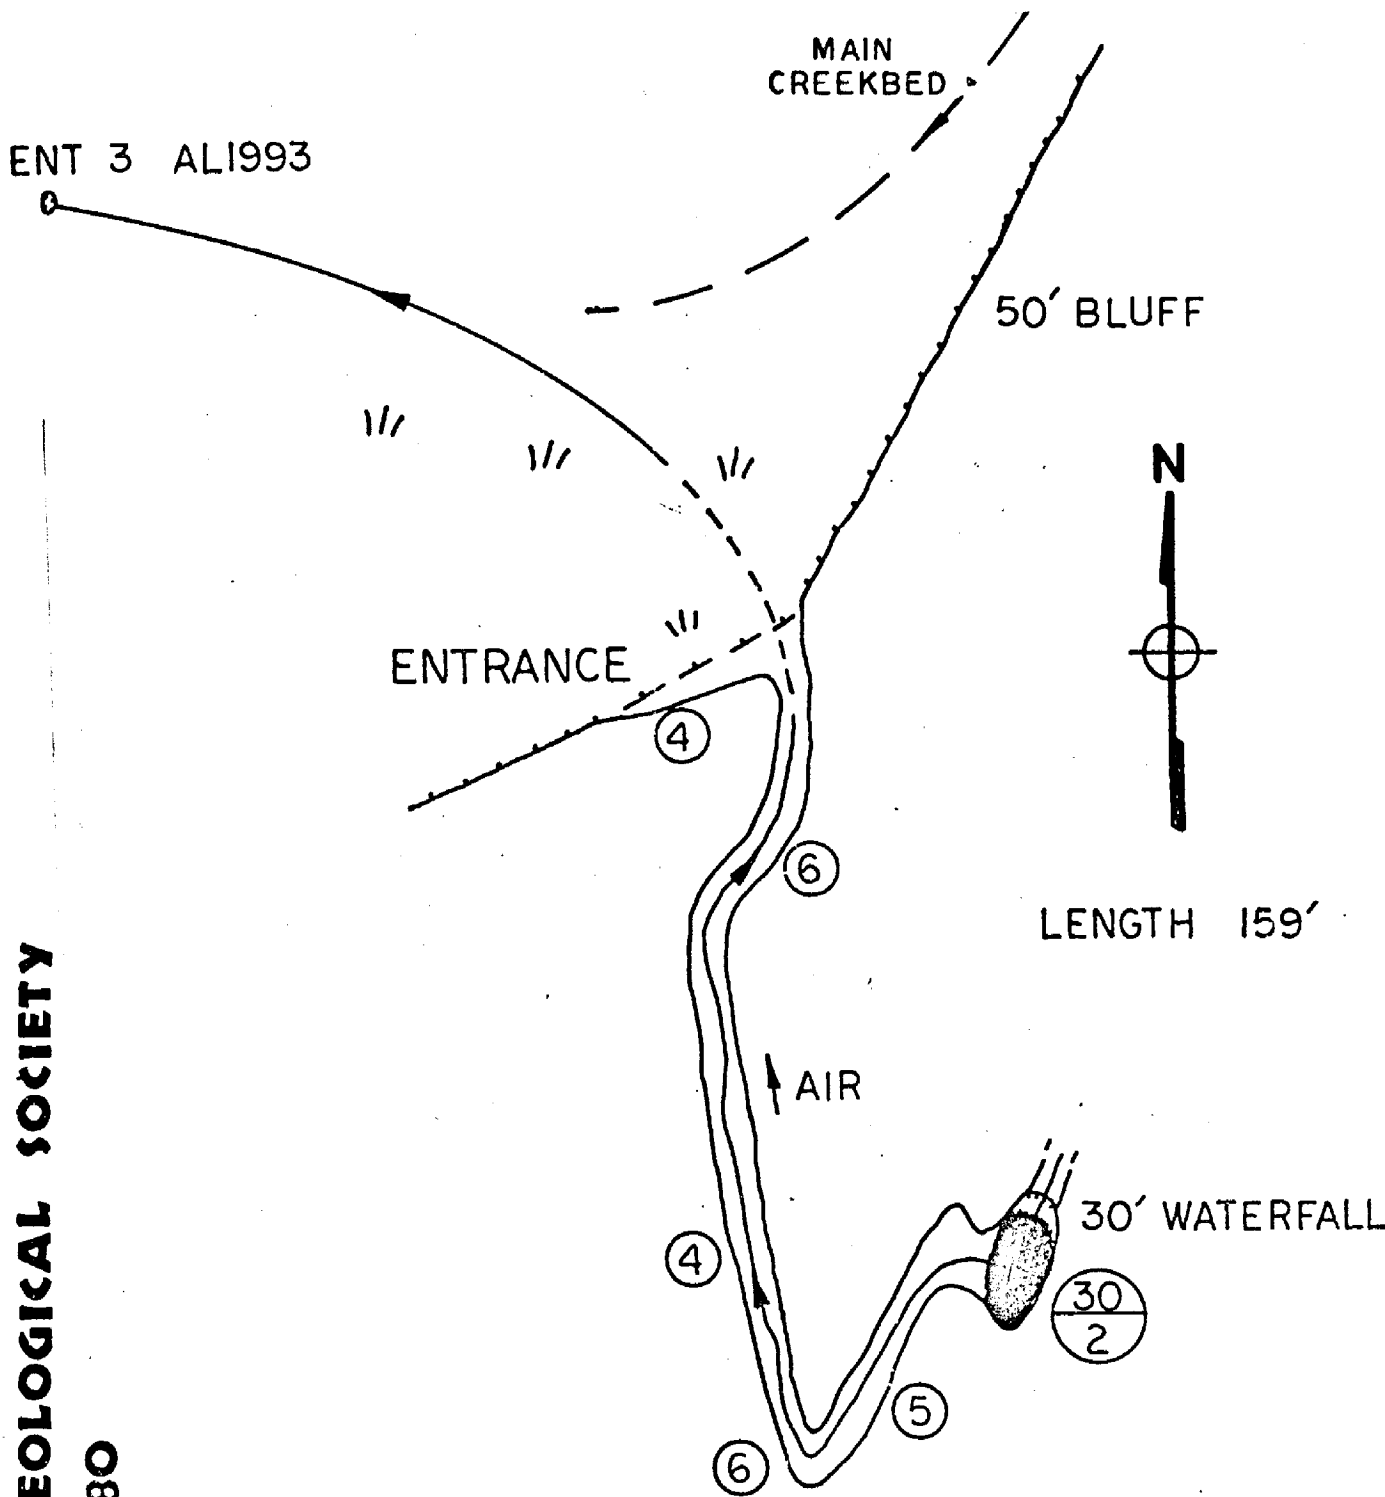 MAIN
CREEKBED
ENT 3 AL1993
50' BLUFF
N
ENTRANCE
4
6
LENGTH 159'
AIR
30' WATERFALL
4
30
2
5
6
EOLOGICAL SOCIETY
80